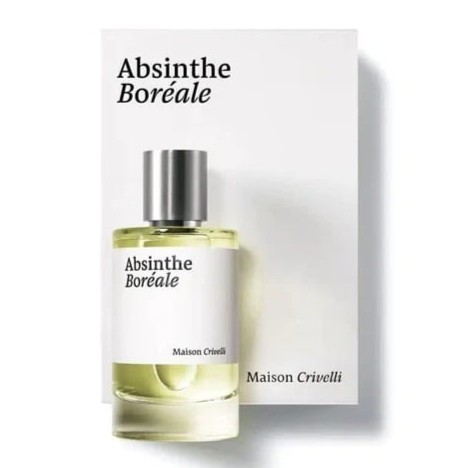 Absinthe
Boréale
Absinthe
Boréale
Maison Crivelli
Maison Crivelli